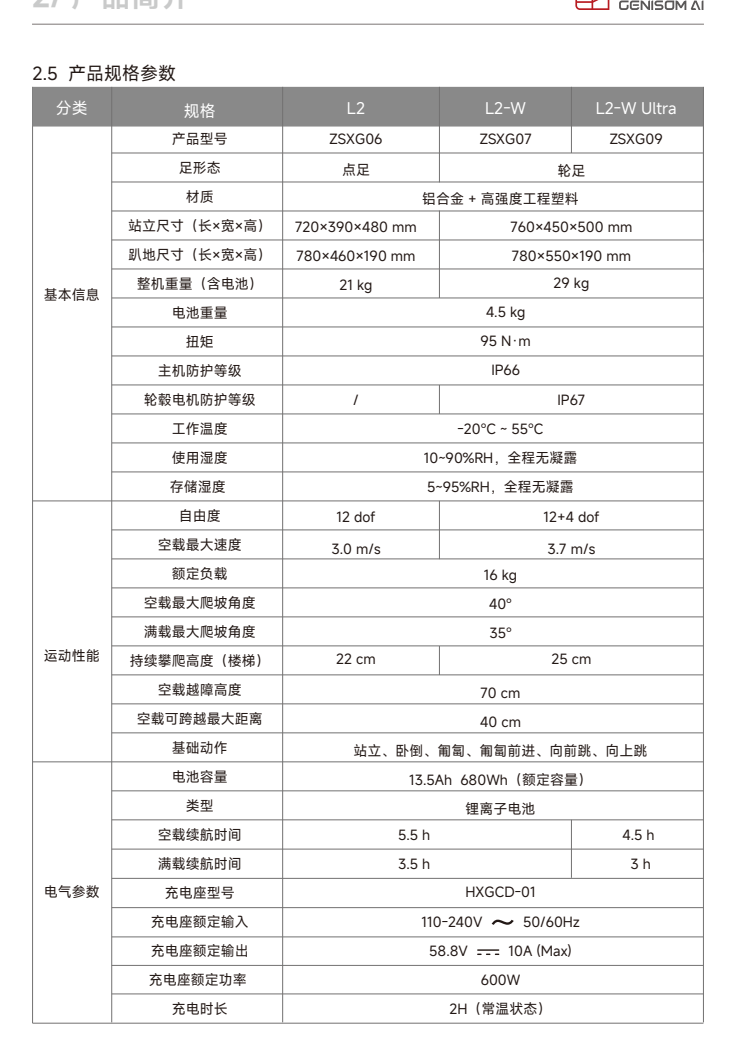 2/ 产品简介
GENISOM AI
2.5 产品规格参数
分类 规格 L2 L2-W L2-W Ultra
基本信息
产品型号 ZSXG06 ZSXG07 ZSXG09
足形态 点足 轮足
材质 铝合金 + 高强度工程塑料
站立尺寸（长×宽×高） 720×390×480 mm 760×450×500 mm
趴地尺寸（长×宽×高） 780×460×190 mm 780×550×190 mm
整机重量（含电池） 21 kg 29 kg
电池重量 4.5 kg
扭矩 95 N·m
主机防护等级 IP66
轮毂电机防护等级 / IP67
工作温度 -20℃ ~ 55℃
使用湿度 10~90%RH，全程无凝露
存储湿度 5~95%RH，全程无凝露
运动性能
自由度 12 dof 12+4 dof
空载最大速度 3.0 m/s 3.7 m/s
额定负载 16 kg
空载最大爬坡角度 40°
满载最大爬坡角度 35°
持续攀爬高度（楼梯） 22 cm 25 cm
空载越障高度 70 cm
空载可跨越最大距离 40 cm
基础动作 站立、卧倒、匍匐、匍匐前进、向前跳、向上跳
电气参数
电池容量 13.5Ah 680Wh（额定容量）
类型 锂离子电池
空载续航时间 5.5 h 4.5 h
满载续航时间 3.5 h 3 h
充电座型号 HXGCD-01
充电座额定输入 110-240V ～ 50/60Hz
充电座额定输出 58.8V ⎓ 10A (Max)
充电座额定功率 600W
充电时长 2H（常温状态）